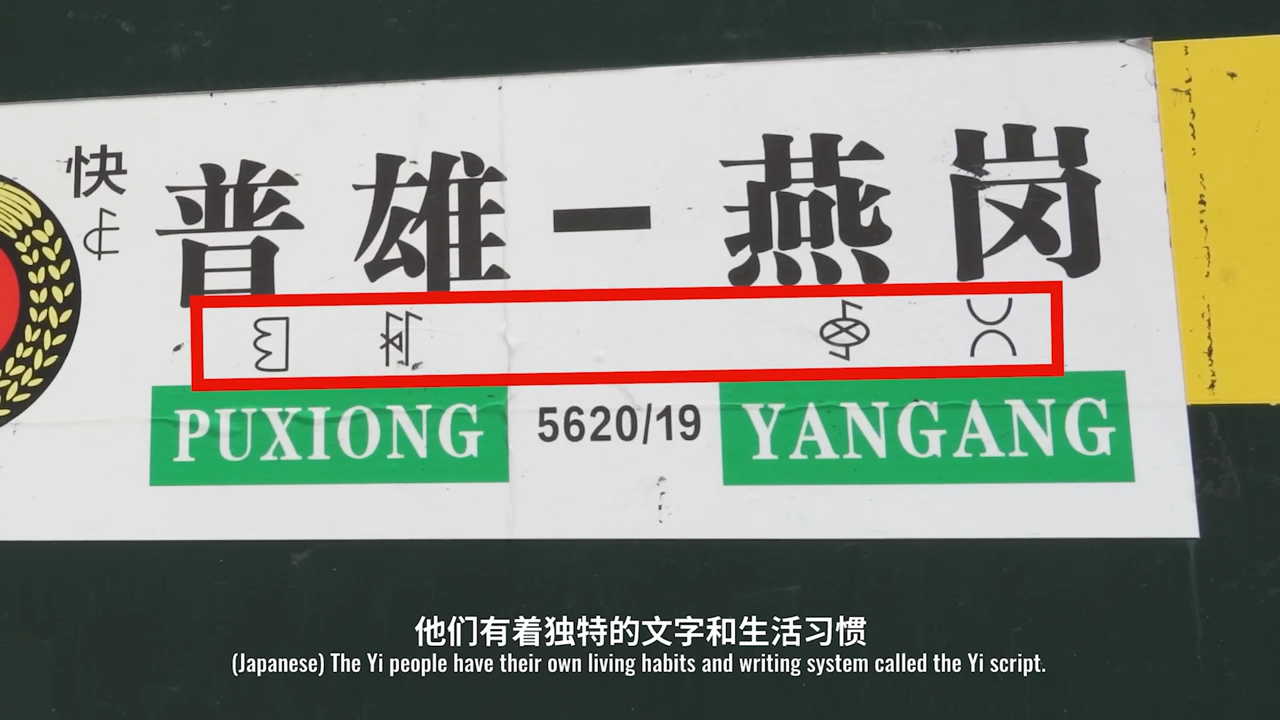 快
普雄 — 燕岗
PUXIONG 5620/19 YANGANG
他们有着独特的文字和生活习惯
(Japanese) The Yi people have their own living habits and writing system called the Yi script.